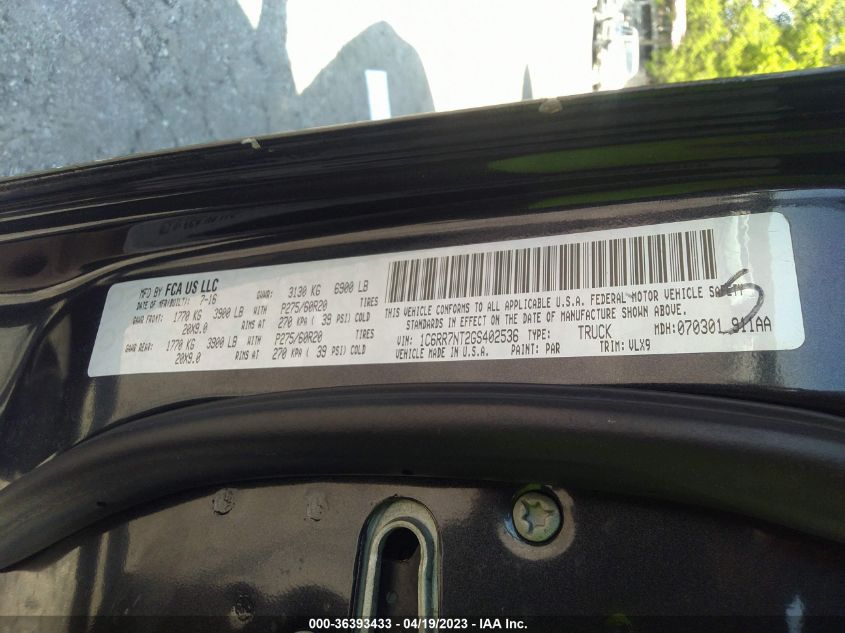 MFD BY FCA US LLC
DATE OF MFR/BUILT: 7-16
GVWR: 3130 KG 6900 LB
GAWR FRONT: 1770 KG 3900 LB WITH P275/60R20 TIRES
20X9.0 RIMS AT 270 KPA ( 39 PSI) COLD
GAWR REAR: 1770 KG 3900 LB WITH P275/60R20 TIRES
20X9.0 RIMS AT 270 KPA ( 39 PSI) COLD
THIS VEHICLE CONFORMS TO ALL APPLICABLE U.S.A. FEDERAL MOTOR VEHICLE SAFETY
STANDARDS IN EFFECT ON THE DATE OF MANUFACTURE SHOWN ABOVE.
VIN: 1C6RR7NT2GS402536 TYPE: TRUCK MDH:070301 911AA
VEHICLE MADE IN U.S.A. PAINT: PAR TRIM: VLX9
000-36393433 - 04/19/2023 - IAA Inc.